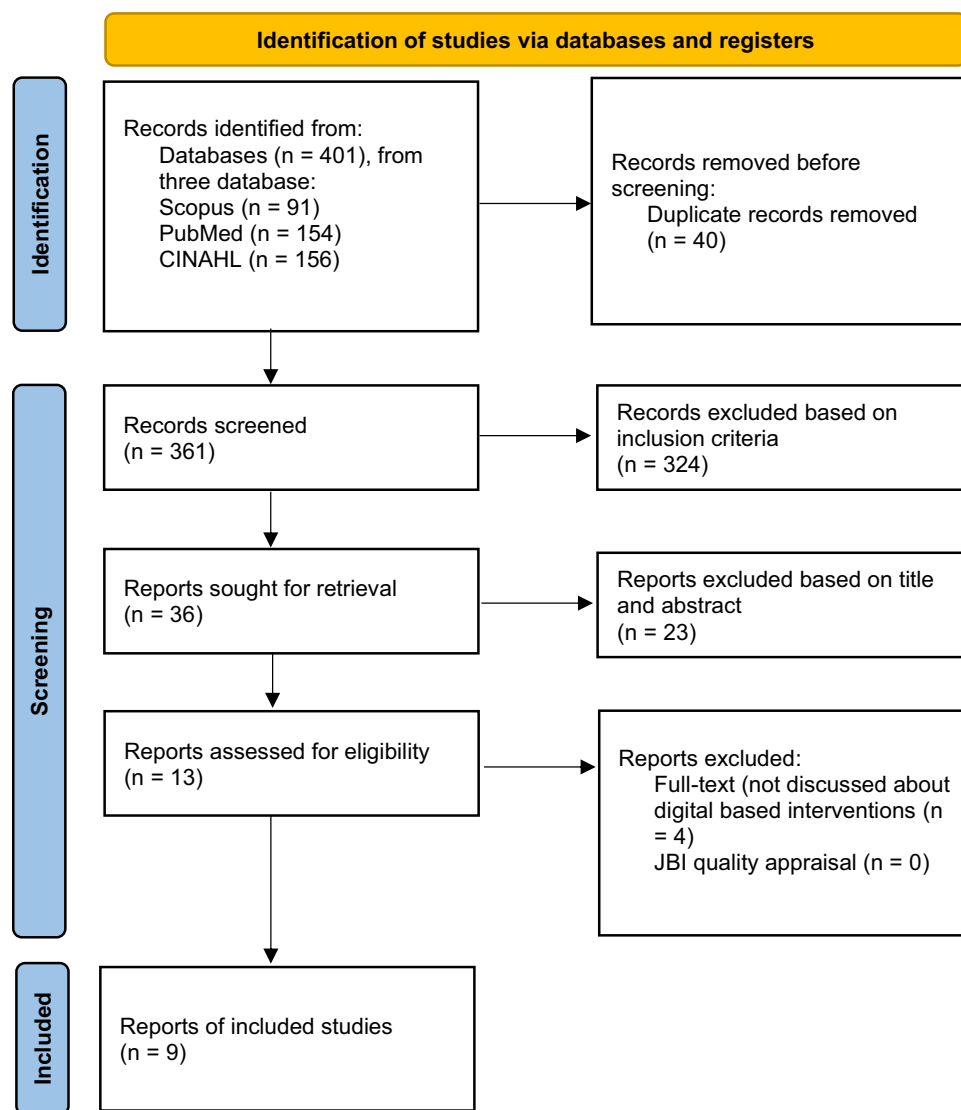 Identification of studies via databases and registers
Identification
Records identified from:
Databases (n = 401), from
three database:
Scopus (n = 91)
PubMed (n = 154)
CINAHL (n = 156)
Records removed before
screening:
Duplicate records removed
(n = 40)
Screening
Records screened
(n = 361)
Records excluded based on
inclusion criteria
(n = 324)
Reports sought for retrieval
(n = 36)
Reports excluded based on title
and abstract
(n = 23)
Reports assessed for eligibility
(n = 13)
Reports excluded:
Full-text (not discussed about
digital based interventions (n
= 4)
JBI quality appraisal (n = 0)
Included
Reports of included studies
(n = 9)